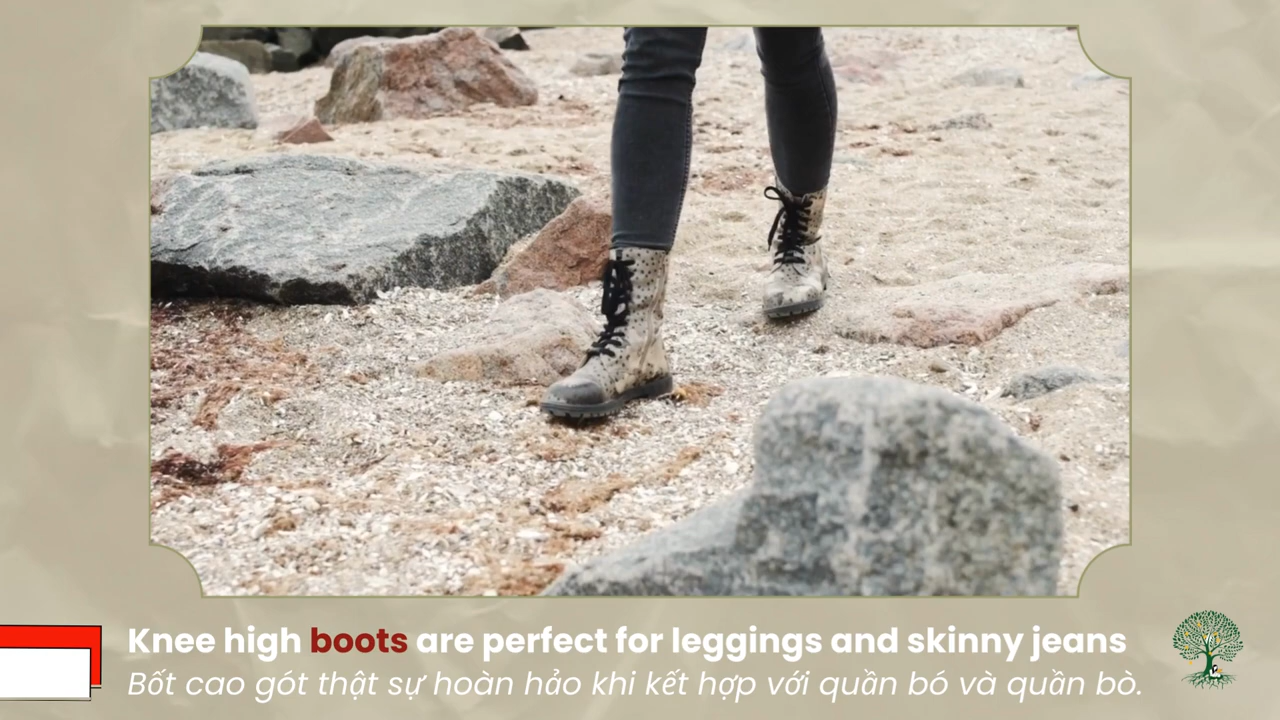 Knee high boots are perfect for leggings and skinny jeans
Bốt cao gót thật sự hoàn hảo khi kết hợp với quần bó và quần bò.